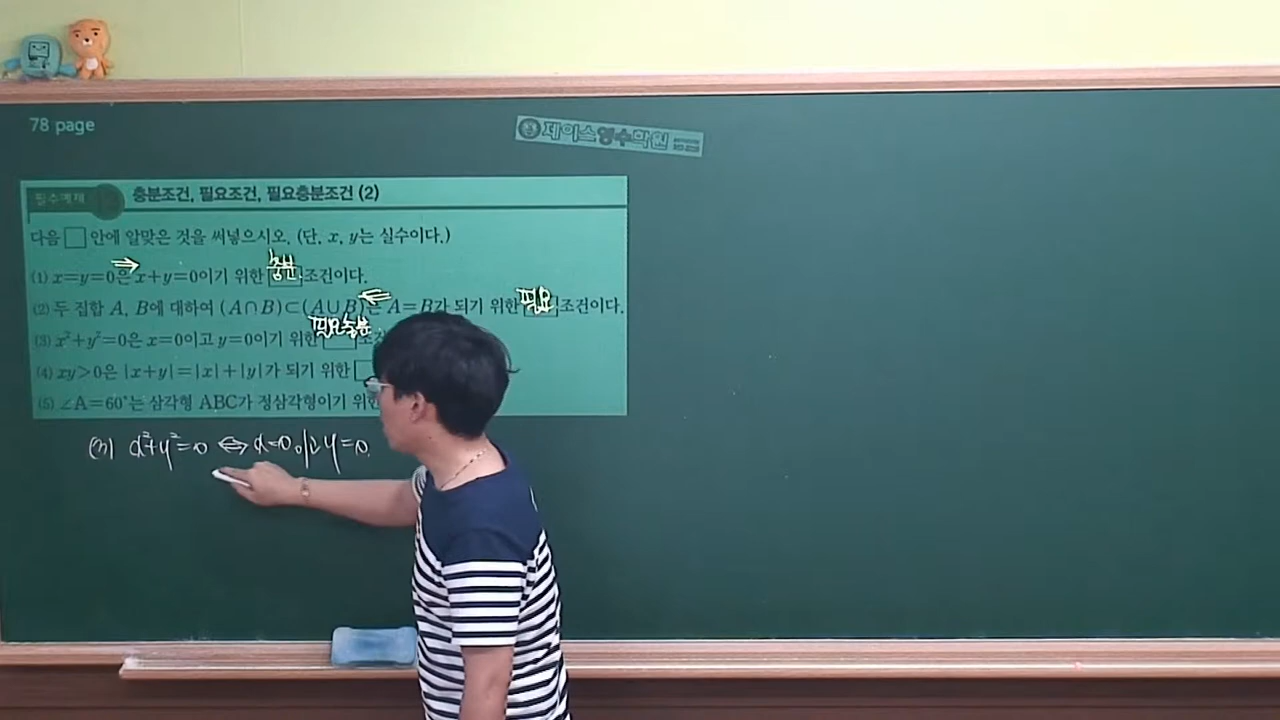 78 page
제이스영수학원
필수예제 충분조건, 필요조건, 필요충분조건 (2)
다음 □ 안에 알맞은 것을 써넣으시오. (단, x, y는 실수이다.)
(1) x=y=0은 ⇒ x+y=0이기 위한 충분 조건이다.
(2) 두 집합 A, B에 대하여 (A∩B)⊂(A∪B)는 ⇐ A=B가 되기 위한 필요 조건이다.
필요충분
(3) x²+y²=0은 x=0이고 y=0이기 위한 □
(4) xy>0은 |x+y|=|x|+|y|가 되기 위한
(5) ∠A=60°는 삼각형 ABC가 정삼각형이기 위한
x²+y²=0 ⇔ x=0이고 y=0.